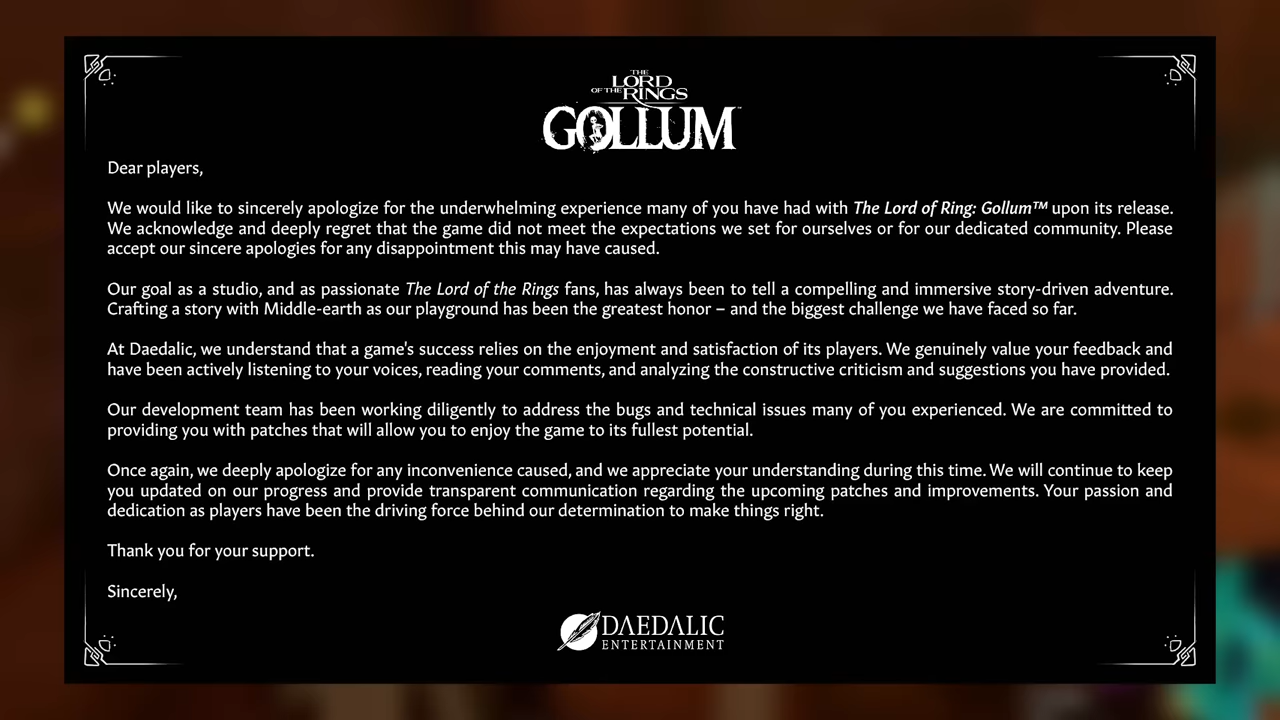 THE
LORD
OF THE RINGS
GOLLUM™
Dear players,
We would like to sincerely apologize for the underwhelming experience many of you have had with The Lord of Ring: Gollum™ upon its release.
We acknowledge and deeply regret that the game did not meet the expectations we set for ourselves or for our dedicated community. Please
accept our sincere apologies for any disappointment this may have caused.
Our goal as a studio, and as passionate The Lord of the Rings fans, has always been to tell a compelling and immersive story-driven adventure.
Crafting a story with Middle-earth as our playground has been the greatest honor – and the biggest challenge we have faced so far.
At Daedalic, we understand that a game's success relies on the enjoyment and satisfaction of its players. We genuinely value your feedback and
have been actively listening to your voices, reading your comments, and analyzing the constructive criticism and suggestions you have provided.
Our development team has been working diligently to address the bugs and technical issues many of you experienced. We are committed to
providing you with patches that will allow you to enjoy the game to its fullest potential.
Once again, we deeply apologize for any inconvenience caused, and we appreciate your understanding during this time. We will continue to keep
you updated on our progress and provide transparent communication regarding the upcoming patches and improvements. Your passion and
dedication as players have been the driving force behind our determination to make things right.
Thank you for your support.
Sincerely,
DAEDALIC
ENTERTAINMENT